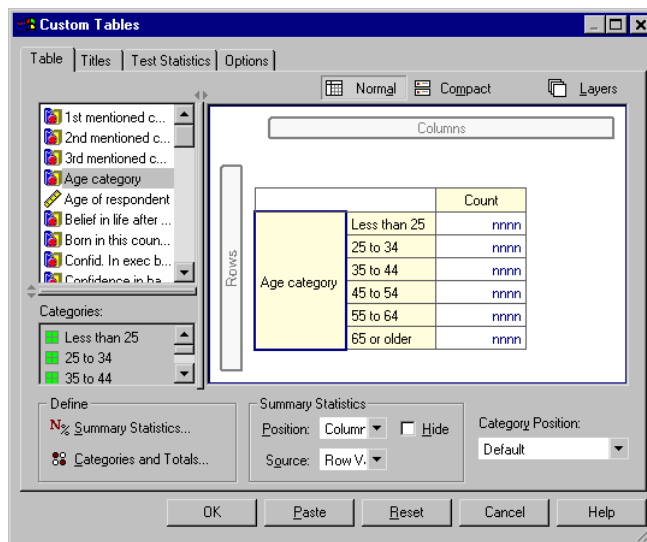 Custom Tables
Table
Titles
Test Statistics
Options
Normal
Compact
Layers
1st mentioned c...
2nd mentioned c...
3rd mentioned c...
Age category
Age of respondent
Belief in life after ...
Born in this coun...
Confid. In exec b...
Confidence in ba...
Categories:
Less than 25
25 to 34
35 to 44
Columns
Rows
Count
Age category
Less than 25 nnnn
25 to 34 nnnn
35 to 44 nnnn
45 to 54 nnnn
55 to 64 nnnn
65 or older nnnn
Define
N% Summary Statistics...
Categories and Totals...
Summary Statistics
Position: Column
Hide
Source: Row V.
Category Position:
Default
OK
Paste
Reset
Cancel
Help